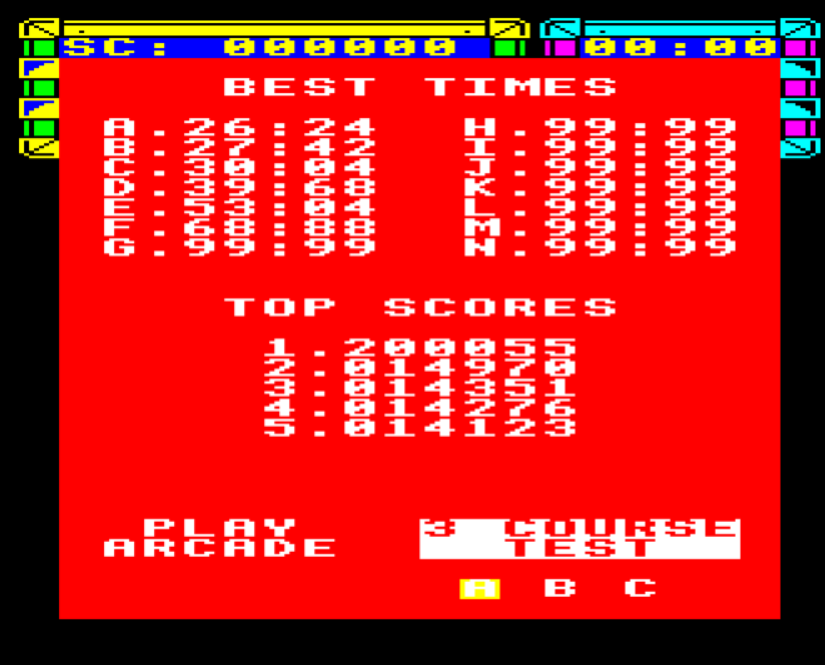 SC: 000000 00:00
BEST TIMES
A.26:24 H.99:99
B.27:42 I.99:99
C.30:04 J.99:99
D.39:68 K.99:99
E.53:04 L.99:99
F.68:88 M.99:99
G.99:99 N.99:99
TOP SCORES
1.200055
2.014970
3.014351
4.014276
5.014123
PLAY 3 COURSE
ARCADE TEST
A B C